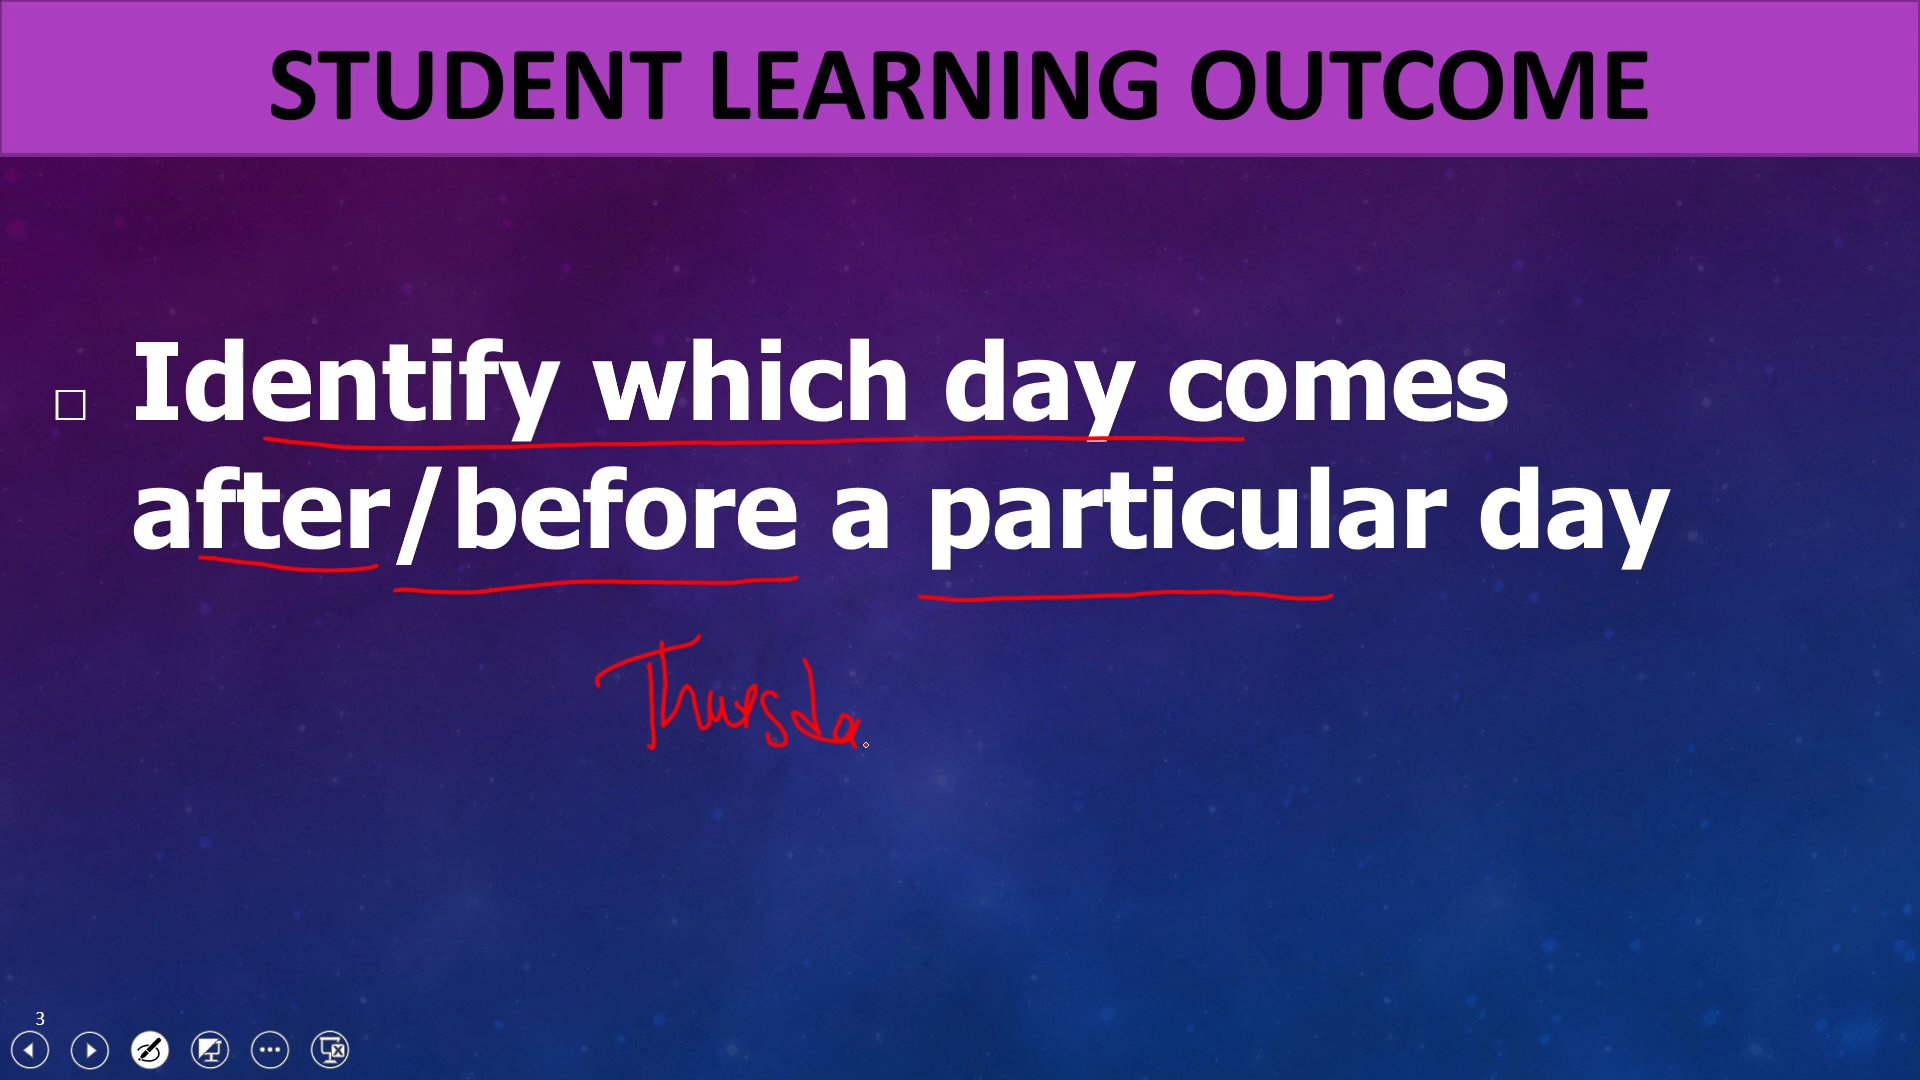 STUDENT LEARNING OUTCOME
□ Identify which day comes
after/before a particular day
Thursda
3